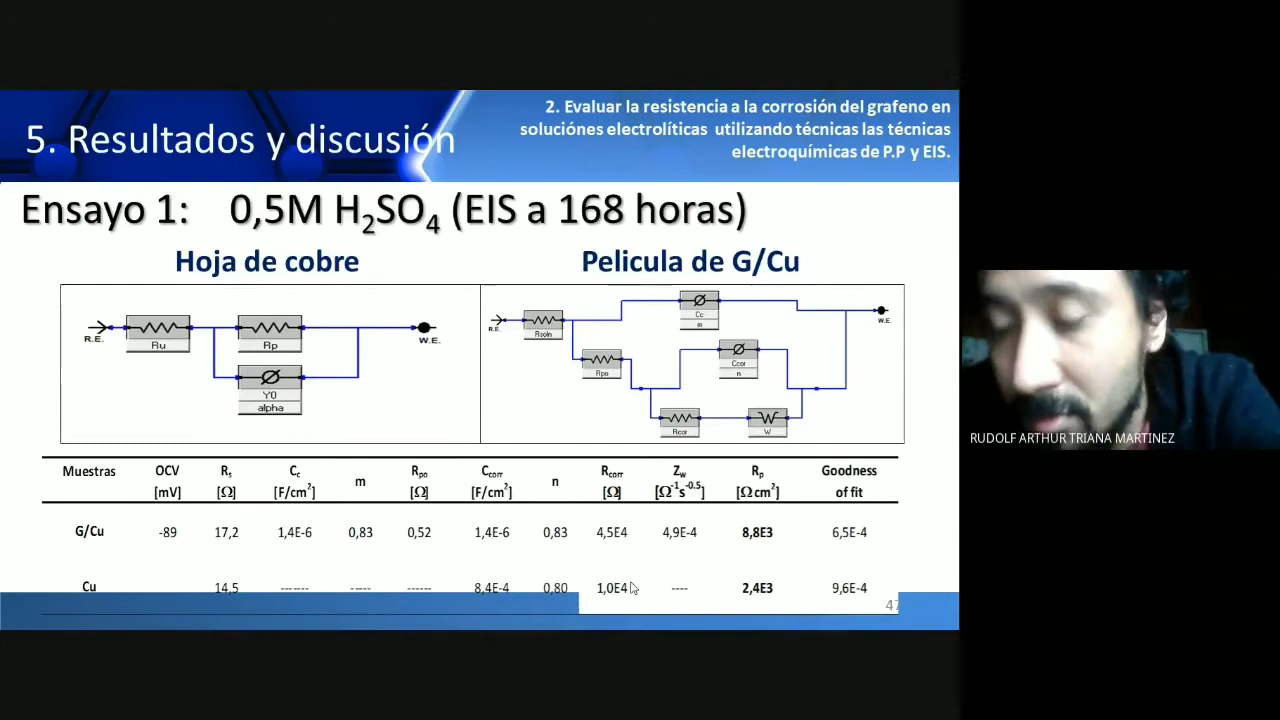 5. Resultados y discusión
2. Evaluar la resistencia a la corrosión del grafeno en
soluciónes electrolíticas utilizando técnicas las técnicas
electroquímicas de P.P y EIS.
Ensayo 1: 0,5M H₂SO₄ (EIS a 168 horas)
Hoja de cobre
Pelicula de G/Cu
R.E.
Ru
Rp
W.E.
Y0
alpha
R.E.
Rsoln
Cc
m
W.E.
Rpo
Ccor
n
Rcor
W
Muestras OCV Rs Cc m Rpo Ccorr n Rcorr Zw Rp Goodness
[mV] [Ω] [F/cm²] [Ω] [F/cm²] [Ω] [Ω⁻¹s⁻⁰·⁵] [Ω cm²] of fit
G/Cu -89 17,2 1,4E-6 0,83 0,52 1,4E-6 0,83 4,5E4 4,9E-4 8,8E3 6,5E-4
Cu 14,5 ------- ----- ------ 8,4E-4 0,80 1,0E4 ---- 2,4E3 9,6E-4
47
RUDOLF ARTHUR TRIANA MARTINEZ